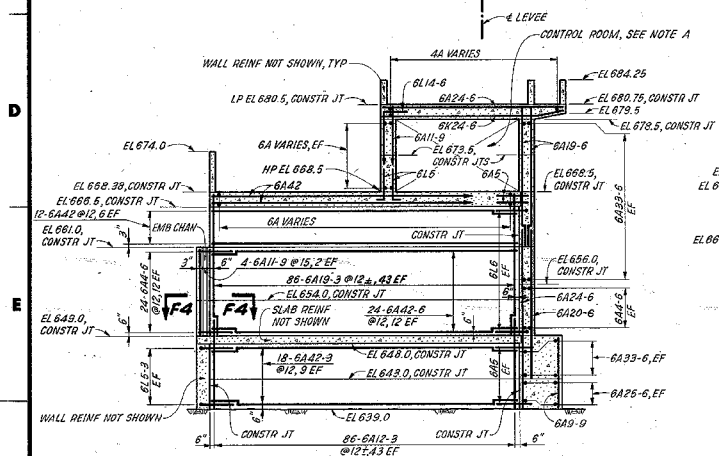 ℄ LEVEE
CONTROL ROOM, SEE NOTE A
4A VARIES
WALL REINF NOT SHOWN, TYP
6L14-6
EL 684.25
D
LP EL 680.5, CONSTR JT
6A24-6
EL 680.75, CONSTR JT
EL 679.5
6K24-6
EL 678.5, CONSTR JT
6A VARIES, EF
6A11-9
6A19-6
EL 674.0
EL 673.5,
CONSTR JTS
HP EL 668.5
6L5
6A5
EL 668.5,
CONSTR JT
EL 668.38, CONSTR JT
6A42
6A33-6
EF
EL 666.5, CONSTR JT
12-6A42 @12, 6 EF
6A VARIES
EL 661.0,
CONSTR JT
3"
EMB CHAN
CONSTR JT
3"
6"
4-6A11-9 @15, 2 EF
6L6
EF
EL 656.0,
CONSTR JT
86-6A19-3 @12±, 43 EF
E
24-6A4-6
@12, 12 EF
F4
F4
EL 654.0, CONSTR JT
6A24-6
6A4-6
EF
SLAB REINF
NOT SHOWN
24-6A42-6
@12, 12 EF
6"
6A20-6
EL 649.0,
CONSTR JT
6"
EL 648.0, CONSTR JT
6L5-3
EF
18-6A42-3
@12, 9 EF
6A5
EF
6A33-6, EF
EL 643.0, CONSTR JT
6A25-6, EF
WALL REINF NOT SHOWN
6"
EL 639.0
6A9-9
6"
CONSTR JT
CONSTR JT
6"
86-6A12-3
@12±, 43 EF